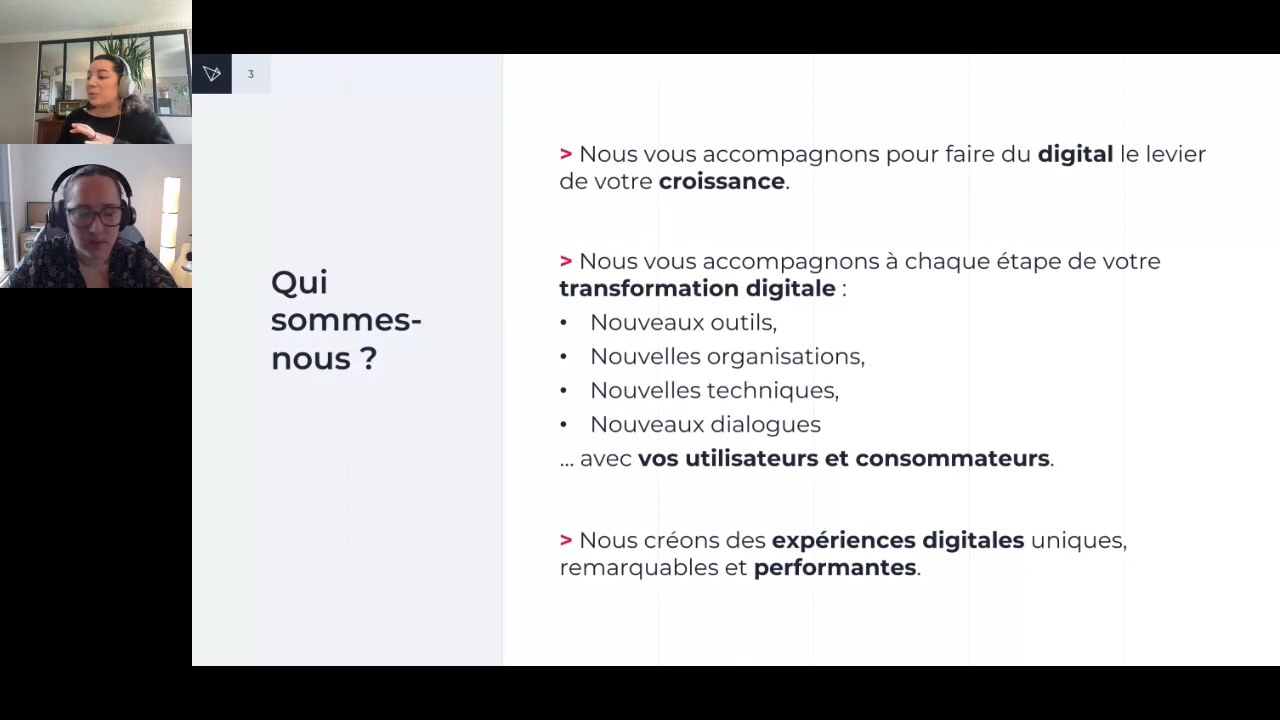 3
Qui
sommes-
nous ?
> Nous vous accompagnons pour faire du digital le levier
de votre croissance.
> Nous vous accompagnons à chaque étape de votre
transformation digitale :
• Nouveaux outils,
• Nouvelles organisations,
• Nouvelles techniques,
• Nouveaux dialogues
... avec vos utilisateurs et consommateurs.
> Nous créons des expériences digitales uniques,
remarquables et performantes.